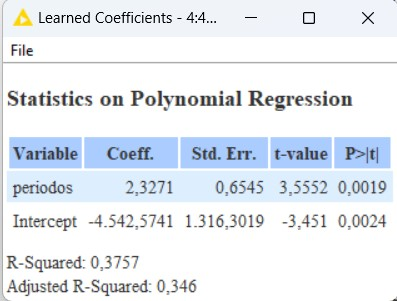 Learned Coefficients - 4:4...
File
Statistics on Polynomial Regression
Variable Coeff. Std. Err. t-value P>|t|
periodos 2,3271 0,6545 3,5552 0,0019
Intercept -4.542,5741 1.316,3019 -3,451 0,0024
R-Squared: 0,3757
Adjusted R-Squared: 0,346